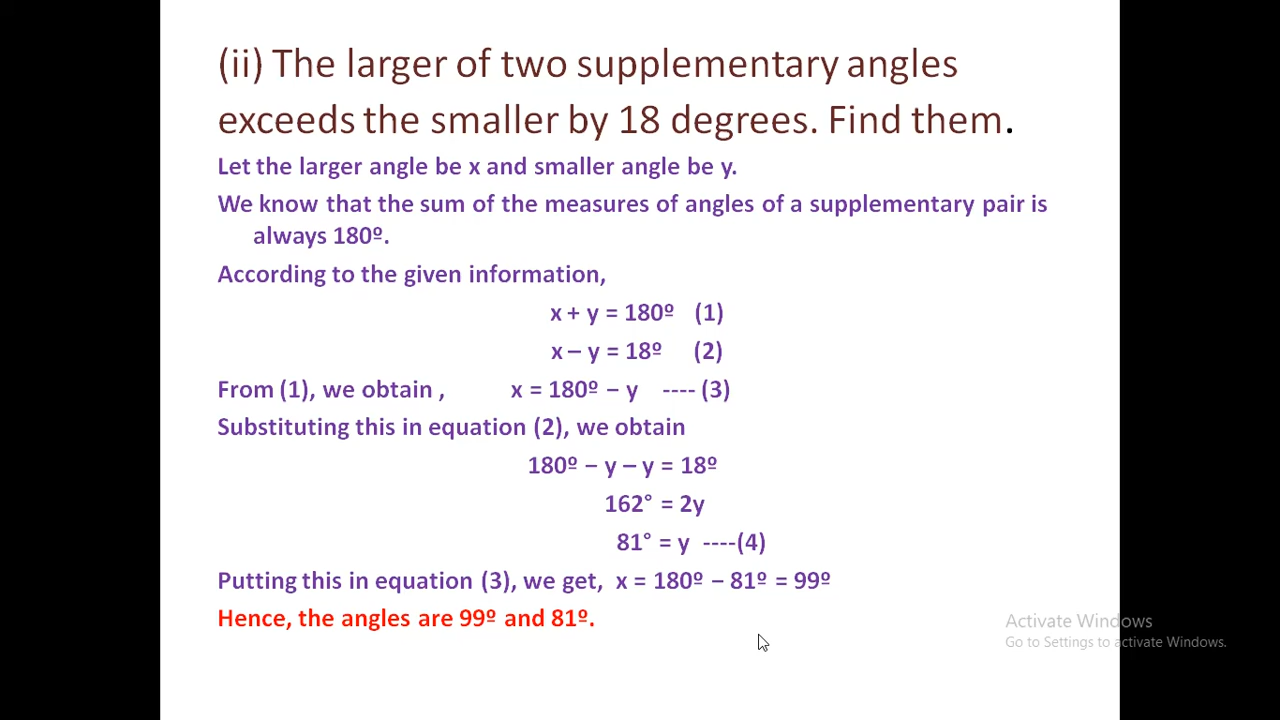 (ii) The larger of two supplementary angles
exceeds the smaller by 18 degrees. Find them.
Let the larger angle be x and smaller angle be y.
We know that the sum of the measures of angles of a supplementary pair is
always 180º.
According to the given information,
x + y = 180º (1)
x – y = 18º (2)
From (1), we obtain , x = 180º − y ---- (3)
Substituting this in equation (2), we obtain
180º − y – y = 18º
162° = 2y
81° = y ----(4)
Putting this in equation (3), we get, x = 180º − 81º = 99º
Hence, the angles are 99º and 81º.
Activate Windows
Go to Settings to activate Windows.